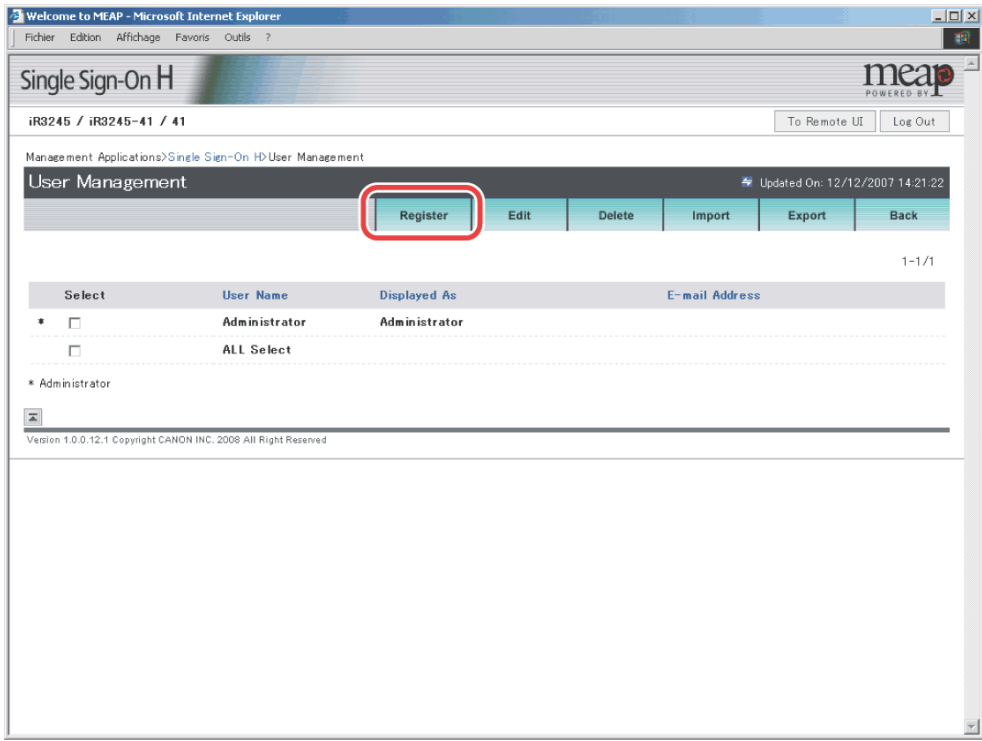 Welcome to MEAP - Microsoft Internet Explorer
Fichier Edition Affichage Favoris Outils ?
Single Sign-On H
meap
POWERED BY
iR3245 / iR3245-41 / 41
To Remote UI Log Out
Management Applications>Single Sign-On H>User Management
User Management
Updated On: 12/12/2007 14:21:22
Register Edit Delete Import Export Back
1-1/1
Select User Name Displayed As E-mail Address
* Administrator Administrator
ALL Select
* Administrator
Version 1.0.0.12.1 Copyright CANON INC. 2008 All Right Reserved